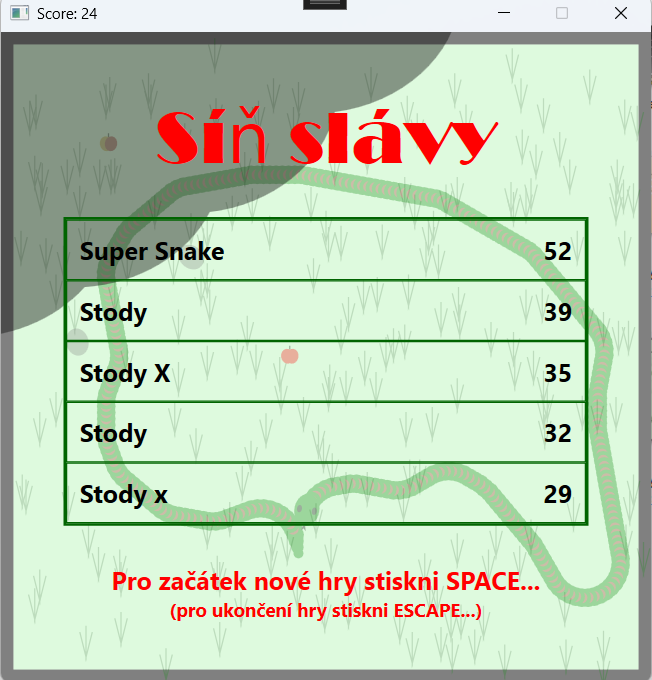 Score: 24
Síň slávy
Super Snake 52
Stody 39
Stody X 35
Stody 32
Stody x 29
Pro začátek nové hry stiskni SPACE...
(pro ukončení hry stiskni ESCAPE...)